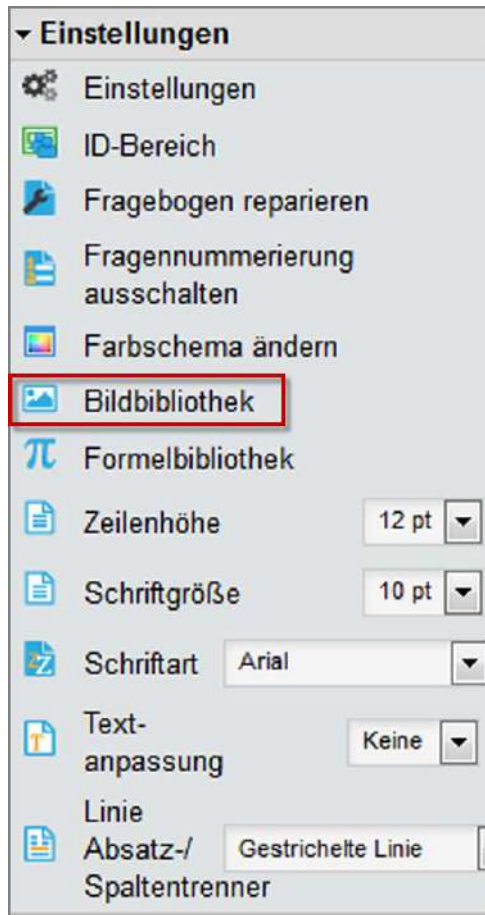 Einstellungen
Einstellungen
ID-Bereich
Fragebogen reparieren
Fragennummerierung
ausschalten
Farbschema ändern
Bildbibliothek
π Formelbibliothek
Zeilenhöhe 12 pt
Schriftgröße 10 pt
Schriftart Arial
Text-
anpassung Keine
Linie
Absatz-/ Gestrichelte Linie
Spaltentrenner